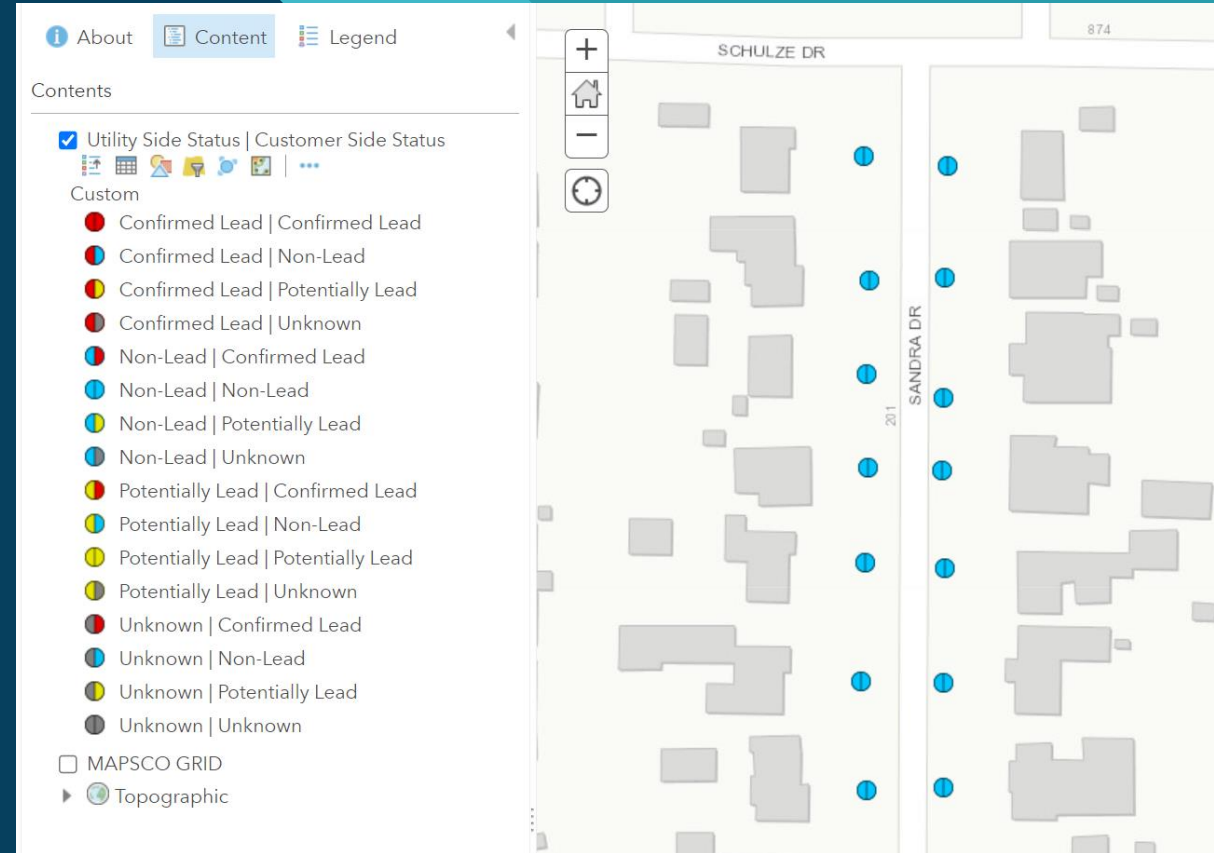 About
Content
Legend
Contents
Utility Side Status | Customer Side Status
Custom
Confirmed Lead | Confirmed Lead
Confirmed Lead | Non-Lead
Confirmed Lead | Potentially Lead
Confirmed Lead | Unknown
Non-Lead | Confirmed Lead
Non-Lead | Non-Lead
Non-Lead | Potentially Lead
Non-Lead | Unknown
Potentially Lead | Confirmed Lead
Potentially Lead | Non-Lead
Potentially Lead | Potentially Lead
Potentially Lead | Unknown
Unknown | Confirmed Lead
Unknown | Non-Lead
Unknown | Potentially Lead
Unknown | Unknown
MAPSCO GRID
Topographic
874
SCHULZE DR
SANDRA DR
201